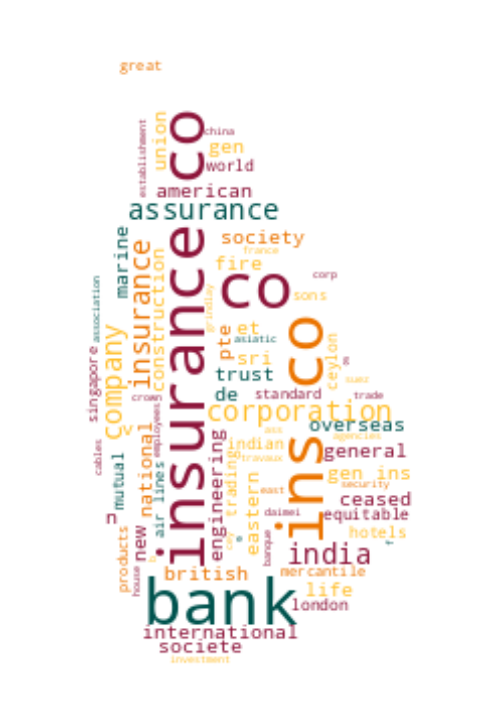 great
co
china
establishment
union
gen
world
american
assurance
society
marine
insurance
france
fire
corp
construction
insurance co
association
grindlay
sons
co
ins co
company
et
pte
asiatic
sri
ceylon
singapore
trust
suez
de
standard
trade
crown
employees
corporation
overseas
national
engineering
ass
agencies
indian
general
travaux
cables
mutual
air lines
trading
eastern
gen ins
security
east
ceased
n
new
daimei
equitable
products
banque
hotels
india
house
british
mercantile
bank
life
london
international
societe
investment